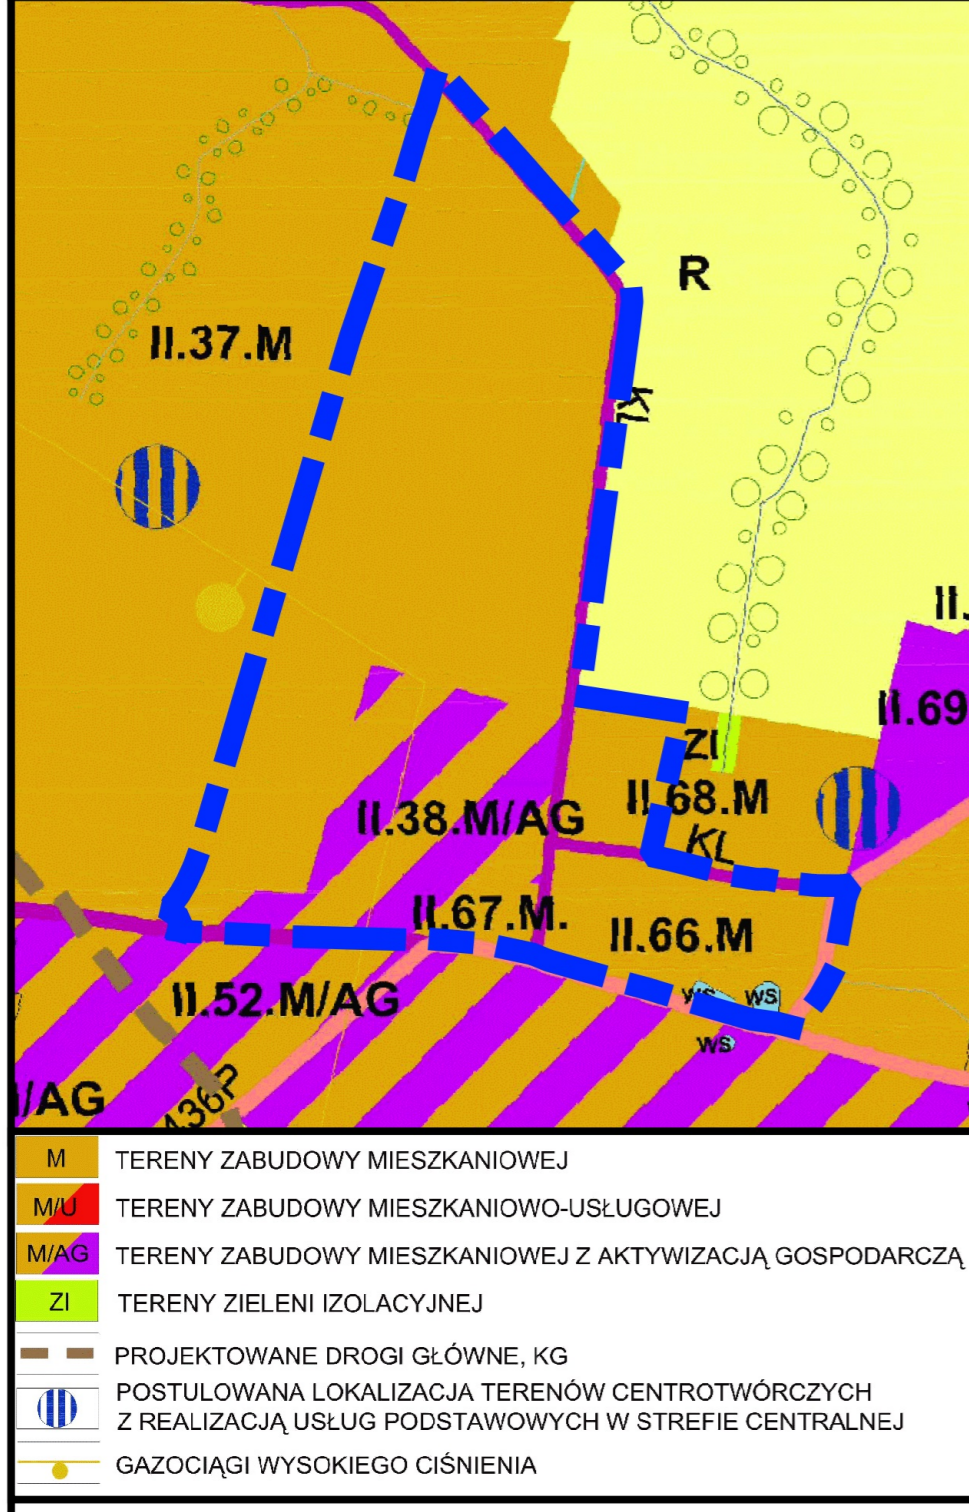 R
II.37.M
KL
II.
II.69
ZI
II.68.M
II.38.M/AG
KL
II.67.M.
II.66.M
WS
WS
II.52.M/AG
WS
/AG
436P
M TERENY ZABUDOWY MIESZKANIOWEJ
M/U TERENY ZABUDOWY MIESZKANIOWO-USŁUGOWEJ
M/AG TERENY ZABUDOWY MIESZKANIOWEJ Z AKTYWIZACJĄ GOSPODARCZĄ
ZI TERENY ZIELENI IZOLACYJNEJ
PROJEKTOWANE DROGI GŁÓWNE, KG
POSTULOWANA LOKALIZACJA TERENÓW CENTROTWÓRCZYCH
Z REALIZACJĄ USŁUG PODSTAWOWYCH W STREFIE CENTRALNEJ
GAZOCIĄGI WYSOKIEGO CIŚNIENIA